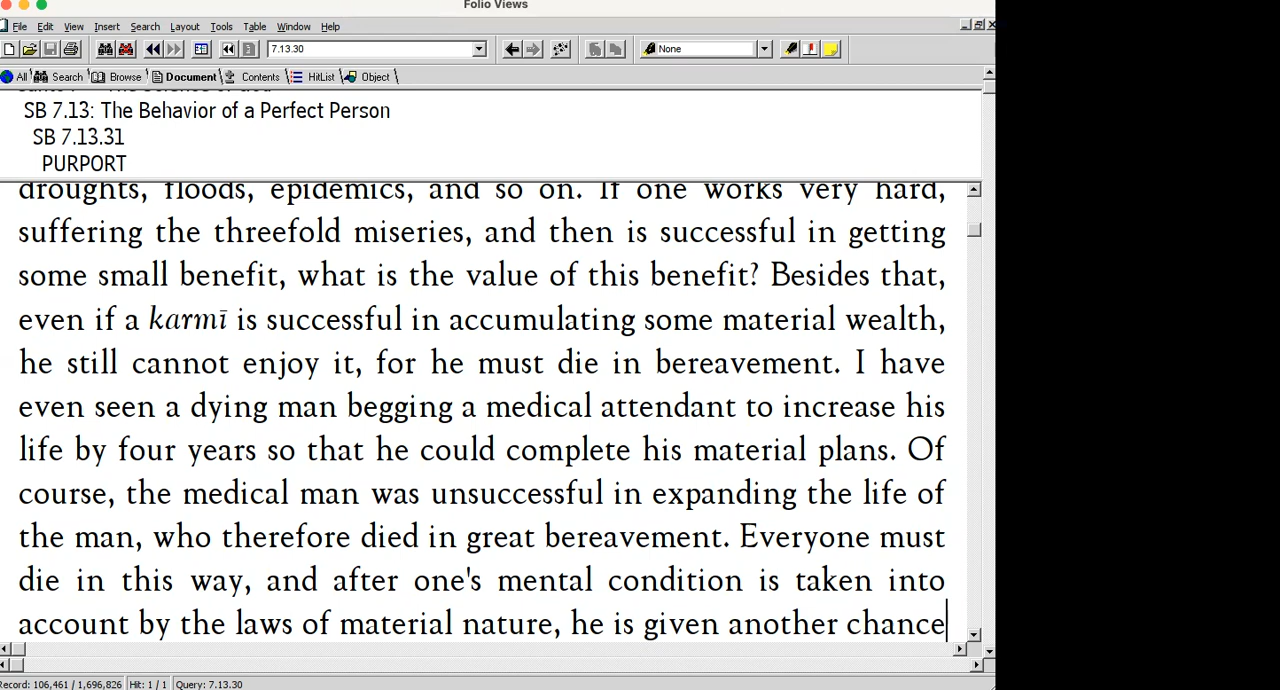 Folio Views
File Edit View Insert Search Layout Tools Table Window Help
7.13.30 None
All Search Browse Document Contents HitList Object
SB 7.13: The Behavior of a Perfect Person
SB 7.13.31
PURPORT
droughts, floods, epidemics, and so on. If one works very hard,
suffering the threefold miseries, and then is successful in getting
some small benefit, what is the value of this benefit? Besides that,
even if a karmī is successful in accumulating some material wealth,
he still cannot enjoy it, for he must die in bereavement. I have
even seen a dying man begging a medical attendant to increase his
life by four years so that he could complete his material plans. Of
course, the medical man was unsuccessful in expanding the life of
the man, who therefore died in great bereavement. Everyone must
die in this way, and after one's mental condition is taken into
account by the laws of material nature, he is given another chance
Record: 106,461 / 1,696,826 Hit: 1 / 1 Query: 7.13.30